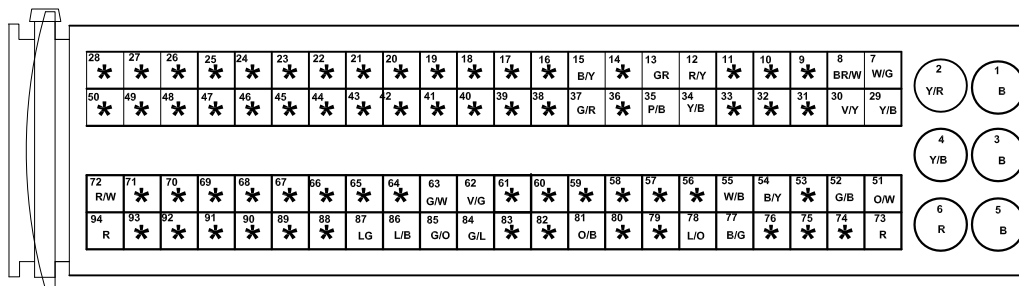 28 27 26 25 24 23 22 21 20 19 18 17 16 15 14 13 12 11 10 9 8 7
* * * * * * * * * * * * * B/Y * GR R/Y * * * BR/W W/G
50 49 48 47 46 45 44 43 42 41 40 39 38 37 36 35 34 33 32 31 30 29
* * * * * * * * * * * * * G/R * P/B Y/B * * * V/Y Y/B
72 71 70 69 68 67 66 65 64 63 62 61 60 59 58 57 56 55 54 53 52 51
R/W * * * * * * * * G/W V/G * * * * * * W/B B/Y * G/B O/W
94 93 92 91 90 89 88 87 86 85 84 83 82 81 80 79 78 77 76 75 74 73
R * * * * * * LG L/B G/O G/L * * O/B * * L/O B/G * * * R
2 1
Y/R B
4 3
Y/B B
6 5
R B